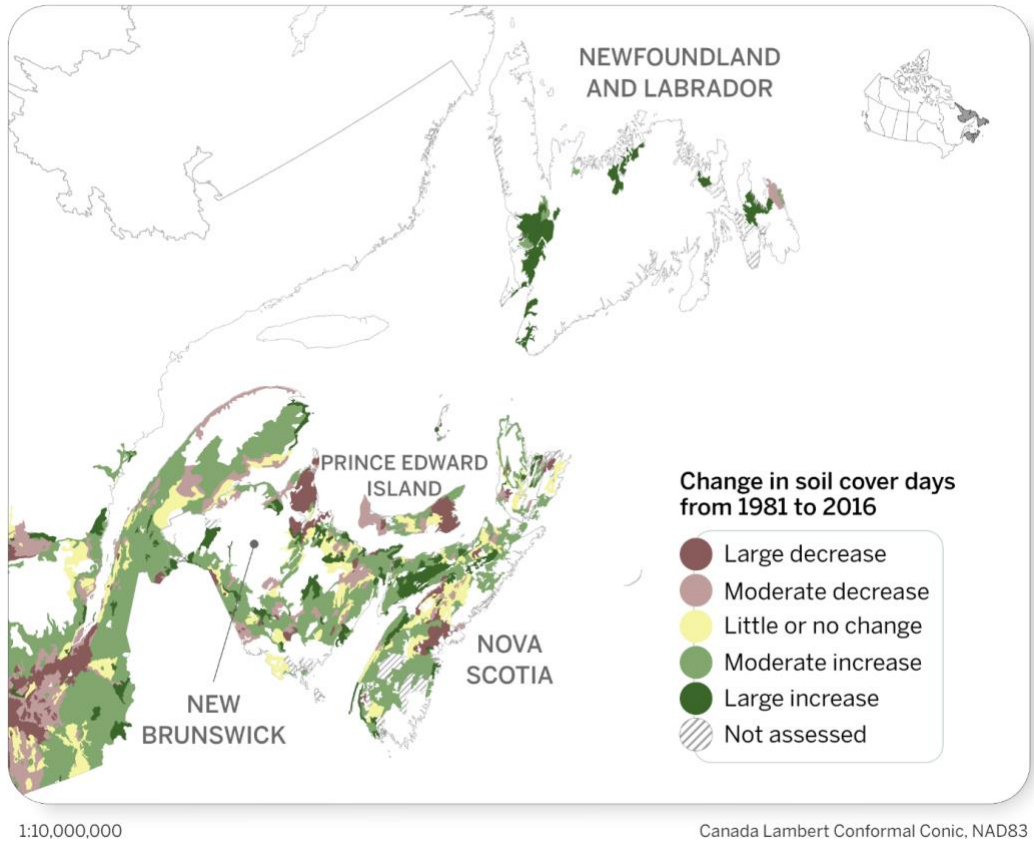 NEWFOUNDLAND
AND LABRADOR
PRINCE EDWARD
ISLAND
NOVA
SCOTIA
NEW
BRUNSWICK
Change in soil cover days
from 1981 to 2016
Large decrease
Moderate decrease
Little or no change
Moderate increase
Large increase
Not assessed
1:10,000,000
Canada Lambert Conformal Conic, NAD83